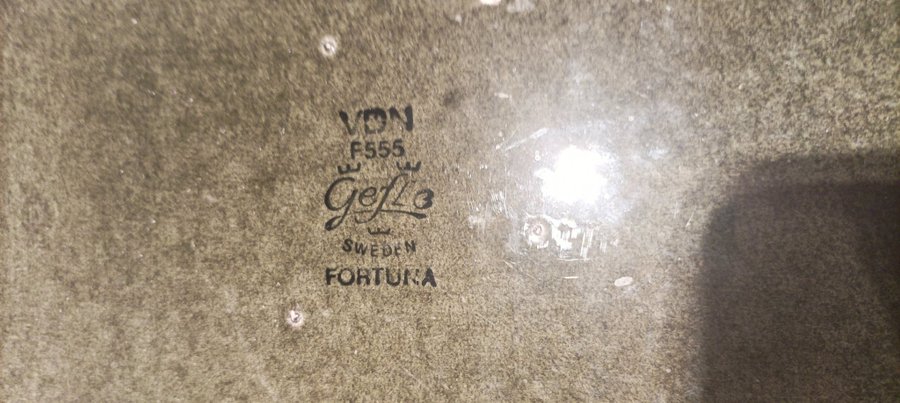 VDN
F555
Gefle
SWEDEN
FORTUNA